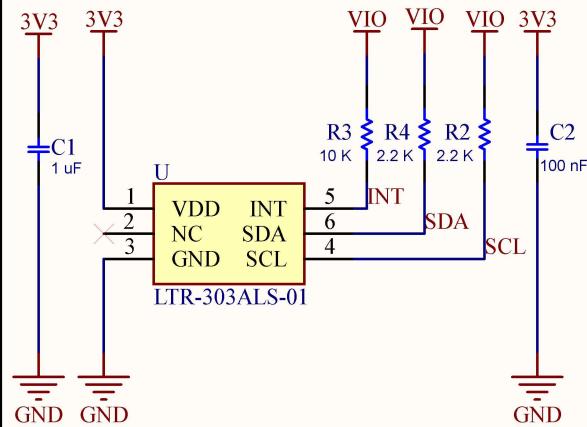 3V3 3V3 VIO VIO VIO 3V3
C1
1 uF
R3
10 K
R4
2.2 K
R2
2.2 K
C2
100 nF
U
1 VDD INT 5 INT
2 NC SDA 6 SDA
3 GND SCL 4 SCL
LTR-303ALS-01
GND GND GND